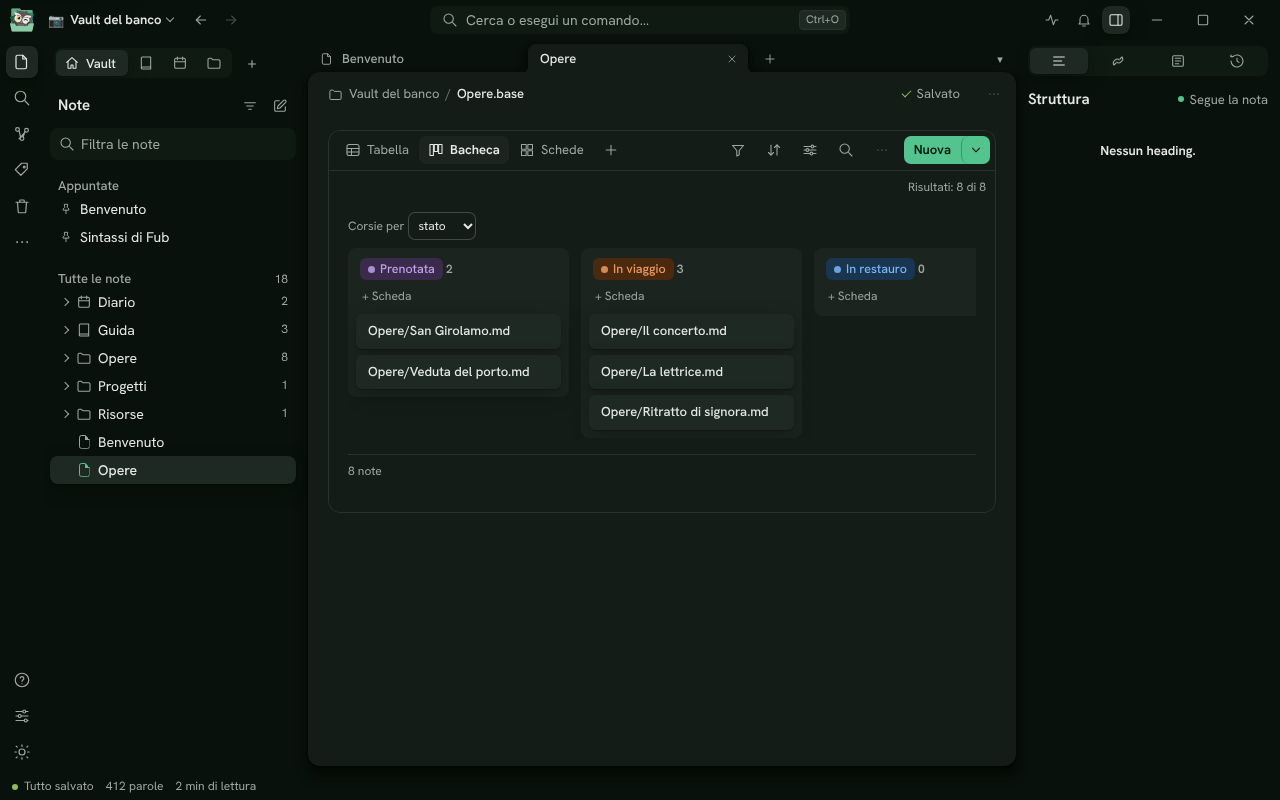 Vault del banco
Cerca o esegui un comando...
Ctrl+O
Vault
Note
Filtra le note
Appuntate
Benvenuto
Sintassi di Fub
Tutte le note 18
Diario 2
Guida 3
Opere 8
Progetti 1
Risorse 1
Benvenuto
Opere
Benvenuto
Opere
Vault del banco / Opere.base
Salvato
Tabella
Bacheca
Schede
Nuova
Risultati: 8 di 8
Corsie per stato
Prenotata 2
+ Scheda
Opere/San Girolamo.md
Opere/Veduta del porto.md
In viaggio 3
+ Scheda
Opere/Il concerto.md
Opere/La lettrice.md
Opere/Ritratto di signora.md
In restauro 0
+ Scheda
8 note
Struttura
Segue la nota
Nessun heading.
Tutto salvato 412 parole 2 min di lettura